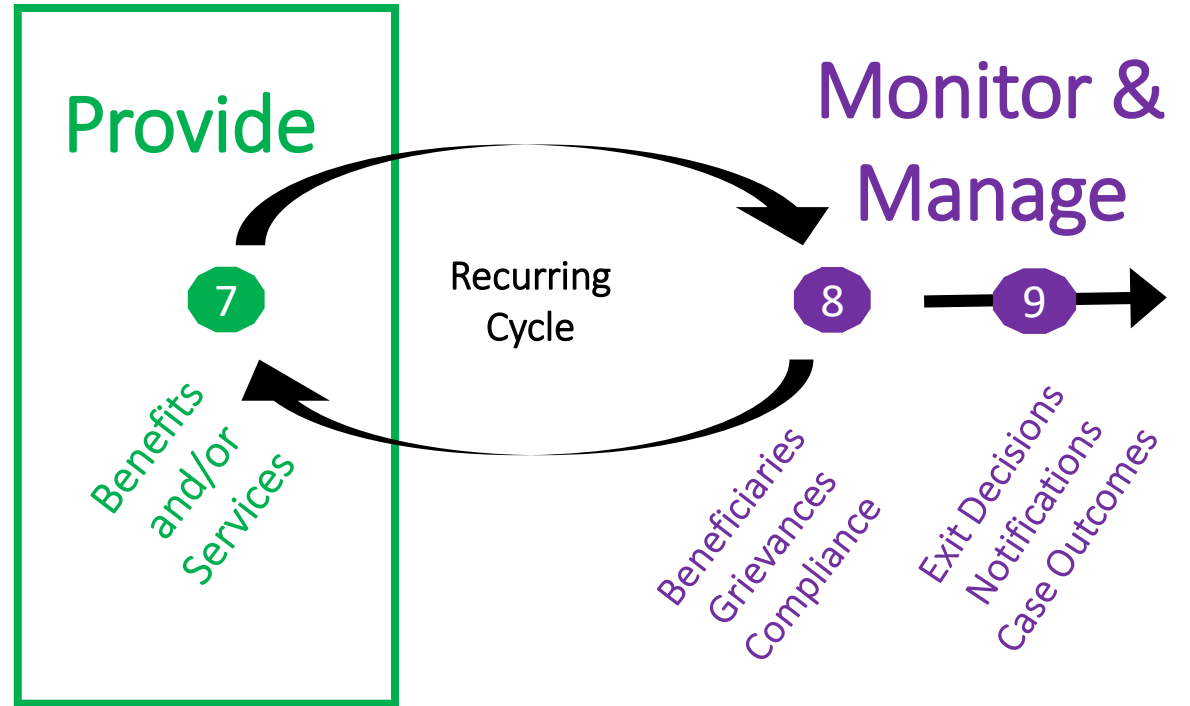 Provide
Monitor &
Manage
Recurring
Cycle
7
8
9
Benefits
and/or
Services
Beneficiaries
Grievances
Compliance
Exit Decisions
Notifications
Case Outcomes